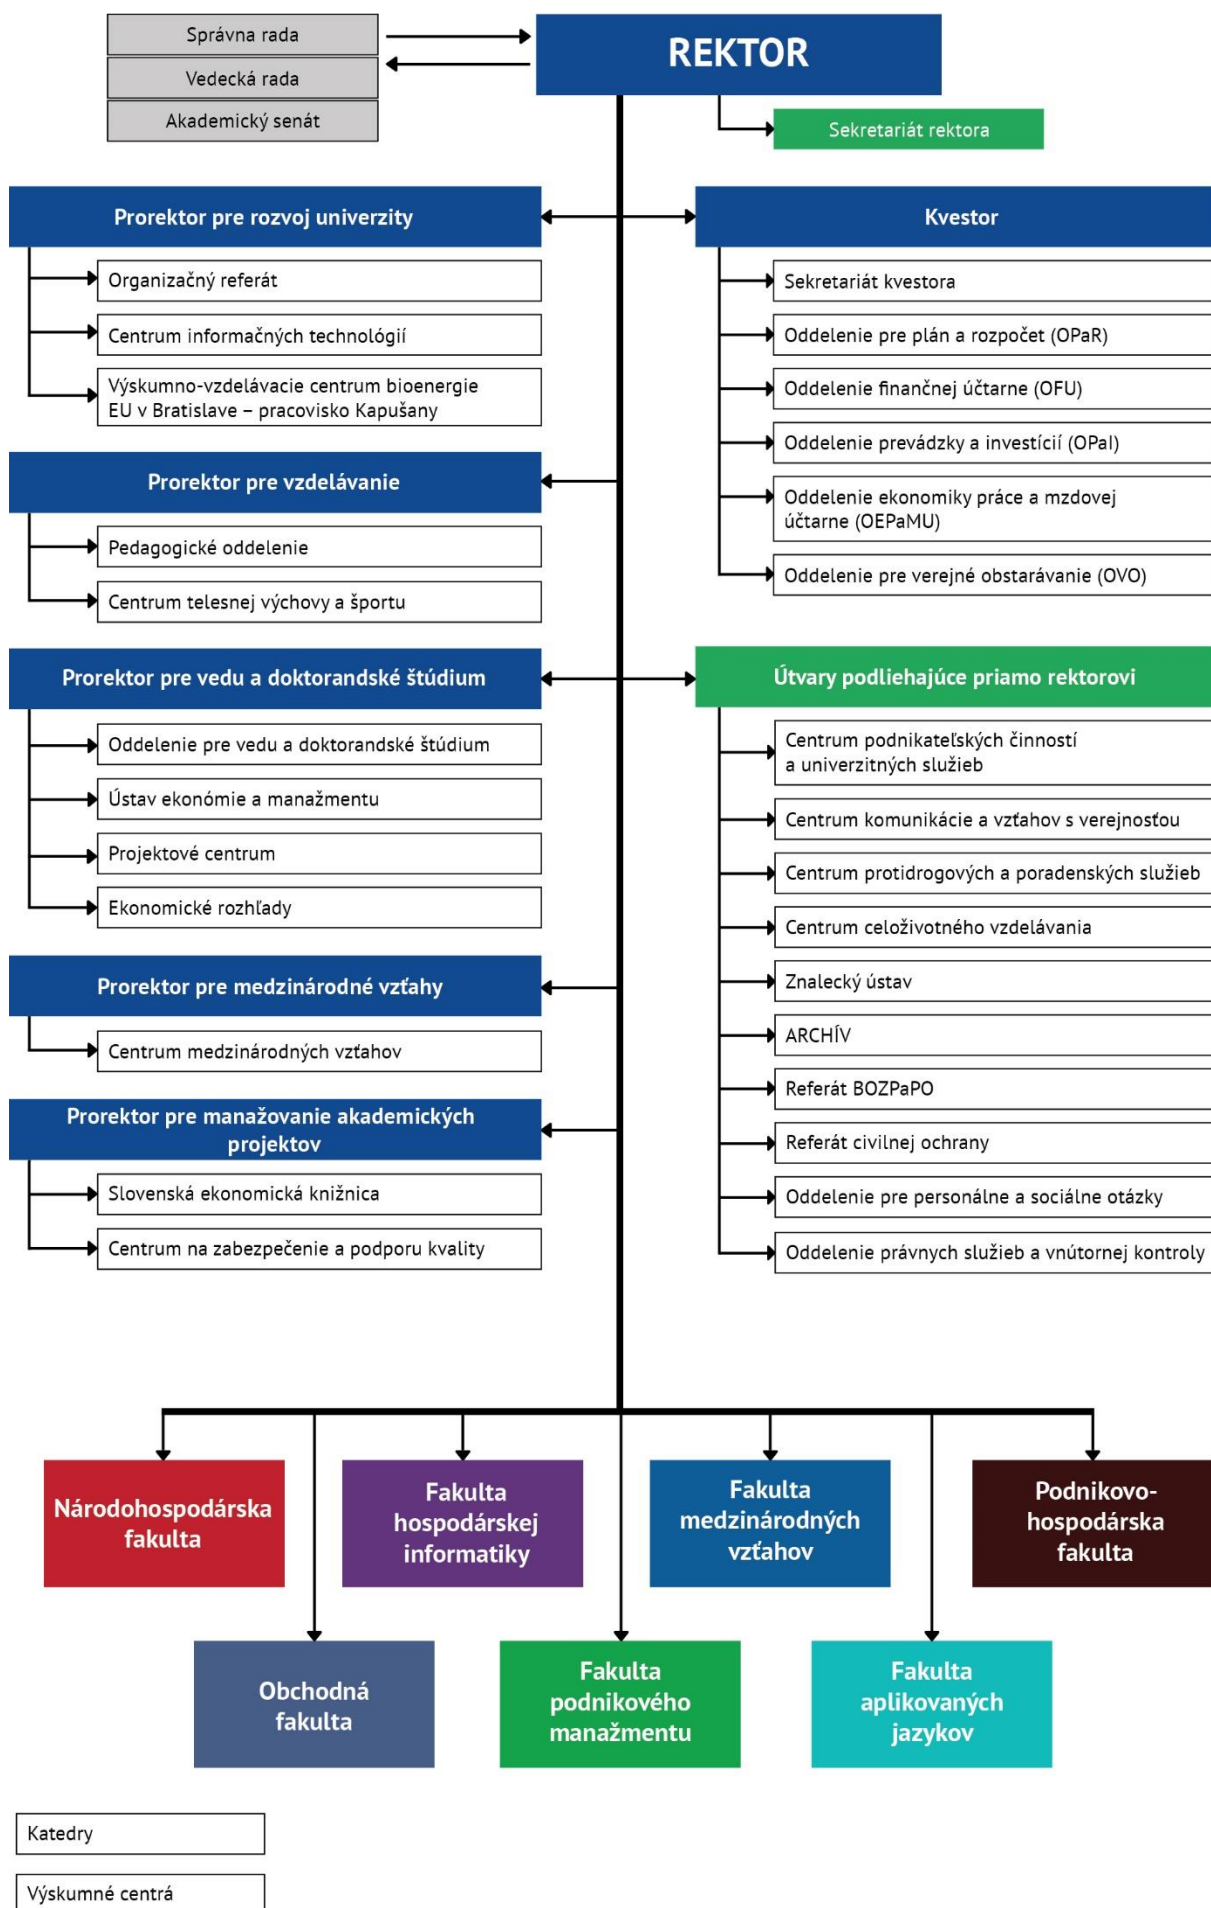 Správna rada
Vedecká rada
Akademický senát
REKTOR
Sekretariát rektora
Prorektor pre rozvoj univerzity
Organizačný referát
Centrum informačných technológií
Výskumno-vzdelávacie centrum bioenergie
EU v Bratislave – pracovisko Kapušany
Prorektor pre vzdelávanie
Pedagogické oddelenie
Centrum telesnej výchovy a športu
Prorektor pre vedu a doktorandské štúdium
Oddelenie pre vedu a doktorandské štúdium
Ústav ekonómie a manažmentu
Projektové centrum
Ekonomické rozhľady
Prorektor pre medzinárodné vzťahy
Centrum medzinárodných vzťahov
Prorektor pre manažovanie akademických
projektov
Slovenská ekonomická knižnica
Centrum na zabezpečenie a podporu kvality
Kvestor
Sekretariát kvestora
Oddelenie pre plán a rozpočet (OPaR)
Oddelenie finančnej účtarne (OFU)
Oddelenie prevádzky a investícií (OPaI)
Oddelenie ekonomiky práce a mzdovej
účtarne (OEPaMU)
Oddelenie pre verejné obstarávanie (OVO)
Útvary podliehajúce priamo rektorovi
Centrum podnikateľských činností
a univerzitných služieb
Centrum komunikácie a vzťahov s verejnosťou
Centrum protidrogových a poradenských služieb
Centrum celoživotného vzdelávania
Znalecký ústav
ARCHÍV
Referát BOZPaPO
Referát civilnej ochrany
Oddelenie pre personálne a sociálne otázky
Oddelenie právnych služieb a vnútornej kontroly
Národohospodárska
fakulta
Fakulta
hospodárskej
informatiky
Fakulta
medzinárodných
vzťahov
Podnikovo-
hospodárska
fakulta
Obchodná
fakulta
Fakulta
podnikového
manažmentu
Fakulta
aplikovaných
jazykov
Katedry
Výskumné centrá